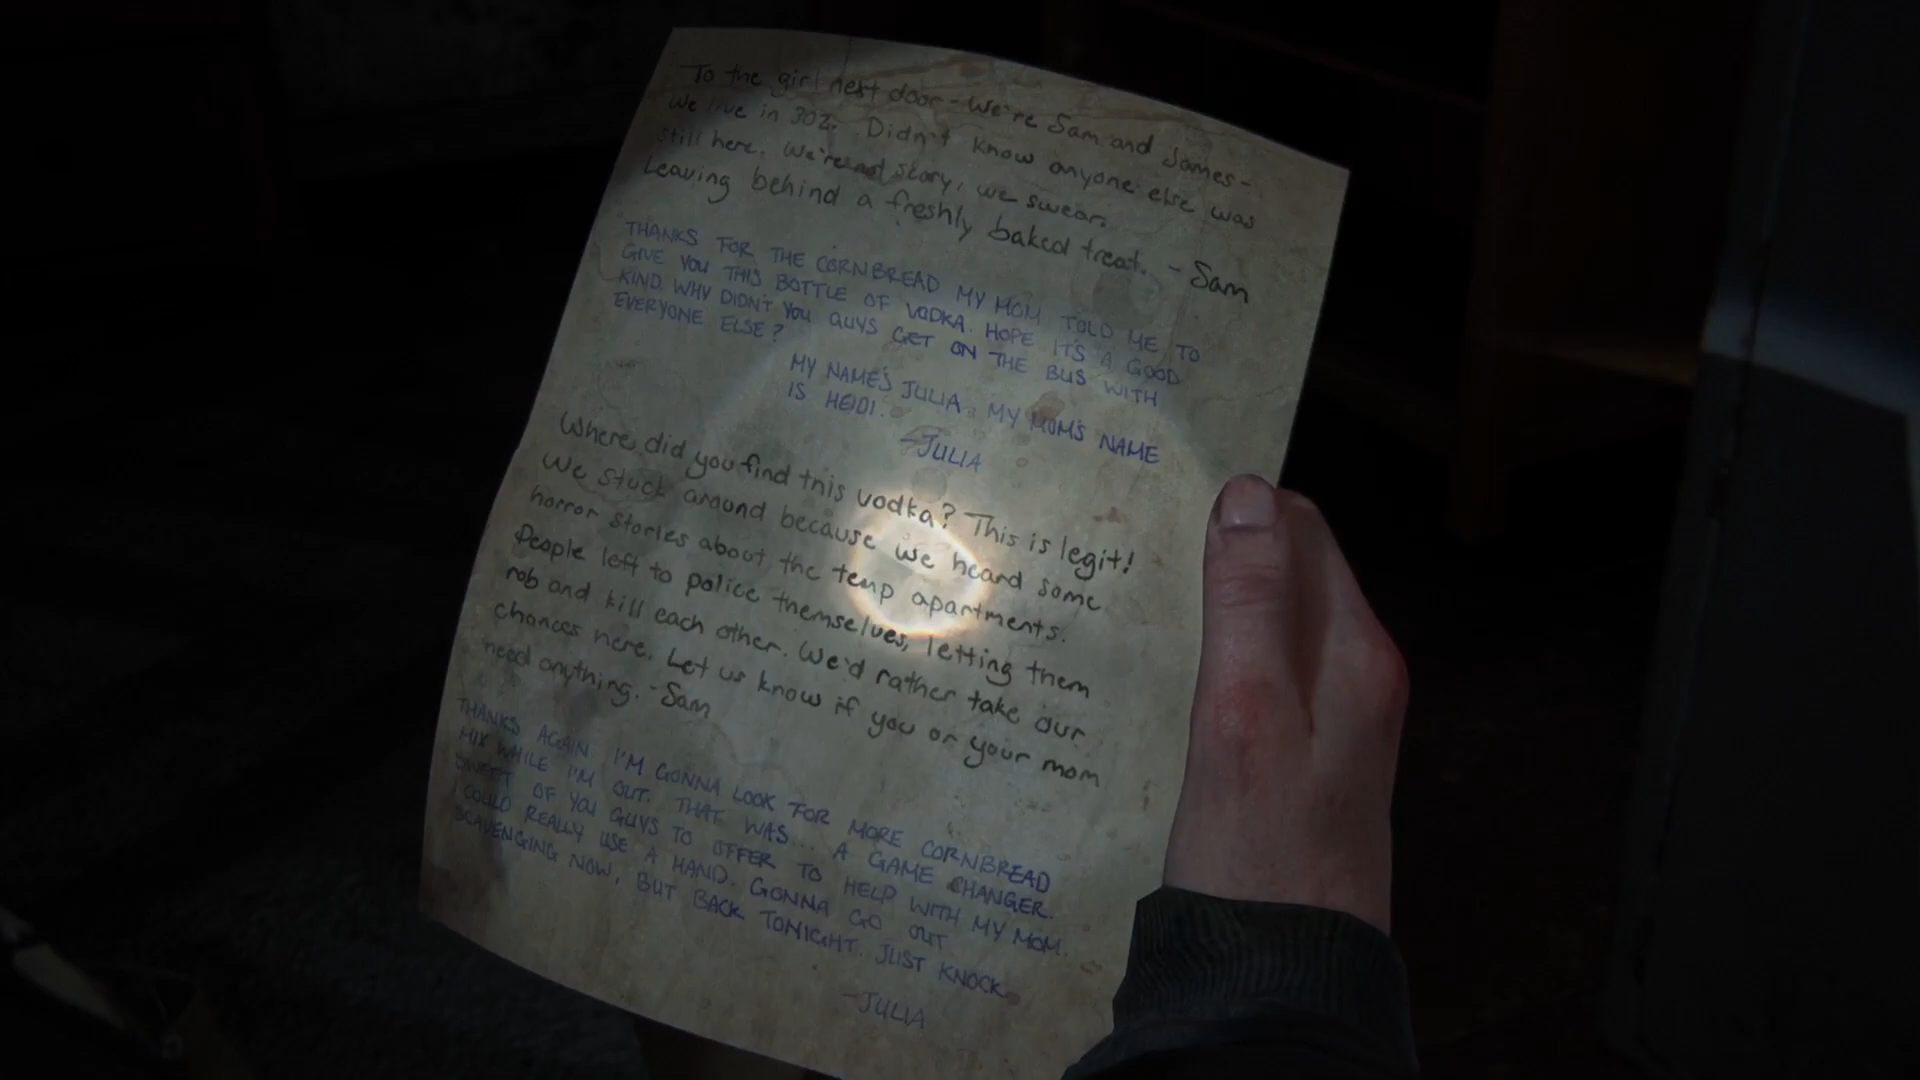 To the girl next door - we're Sam and James -
we live in 302. Didn't know anyone else was
still here. We're not scary, we swear.
Leaving behind a freshly baked treat. - Sam
THANKS FOR THE CORNBREAD MY MOM TOLD ME TO
GIVE YOU THIS BOTTLE OF VODKA. HOPE IT'S A GOOD
KIND. WHY DIDN'T YOU GUYS GET ON THE BUS WITH
EVERYONE ELSE?
MY NAME'S JULIA. MY MOM'S NAME
IS HEIDI.
-JULIA
Where did you find this vodka? This is legit!
We stuck around because we heard some
horror stories about the temp apartments.
People left to police themselves, letting them
rob and kill each other. We'd rather take our
chances here. Let us know if you or your mom
need anything. - Sam
THANKS AGAIN. I'M GONNA LOOK FOR MORE CORNBREAD
MIX WHILE I'M OUT. THAT WAS... A GAME CHANGER.
SWEET OF YOU GUYS TO OFFER TO HELP WITH MY MOM.
I COULD REALLY USE A HAND. GONNA GO OUT
SCAVENGING NOW, BUT BACK TONIGHT. JUST KNOCK.
-JULIA